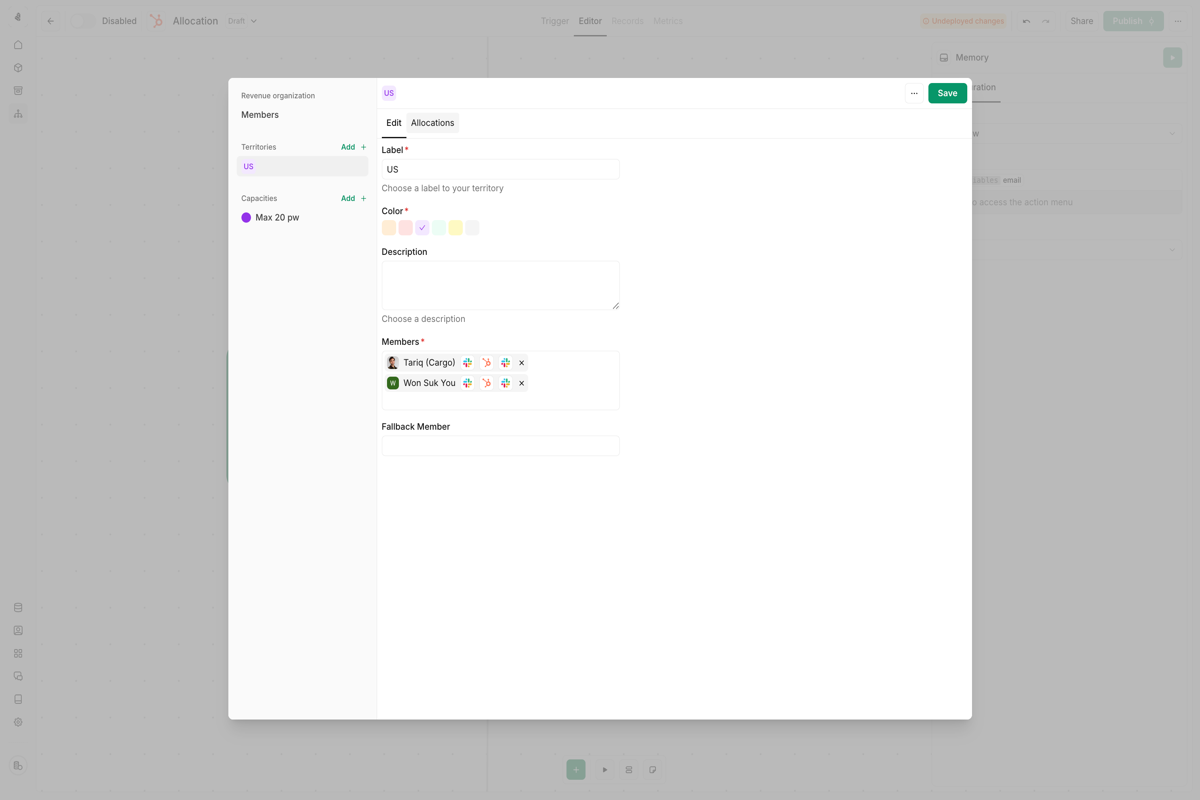 Disabled
Allocation
Draft
Trigger
Editor
Records
Metrics
Undeployed changes
Share
Publish
Memory
ration
w
iables email
o access the action menu
Revenue organization
Members
Territories
Add +
US
Capacities
Add +
Max 20 pw
US
Save
Edit
Allocations
Label*
US
Choose a label to your territory
Color*
Description
Choose a description
Members*
Tariq (Cargo)
W
Won Suk You
Fallback Member